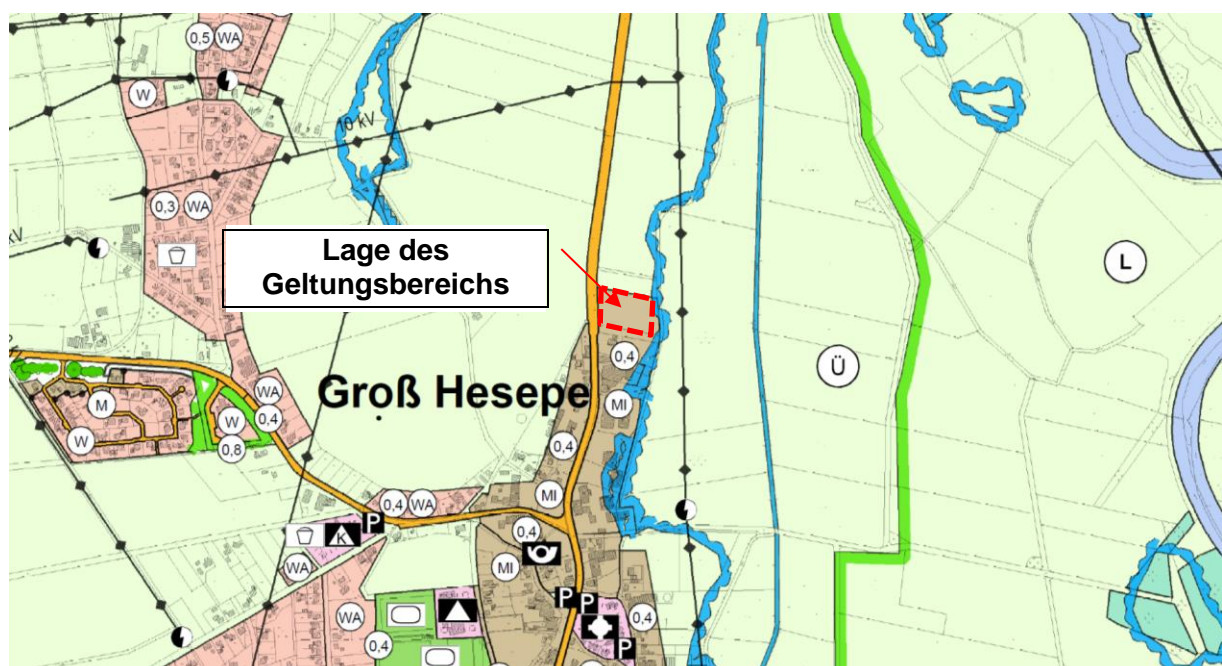 0,5 WA
W
10 kV
0,3 WA
kV
Lage des
Geltungsbereichs
L
Ü
0,4
MI
Groß Hesepe
WA
0,4
M
W
W
0,8
0,4
MI
0,4 WA
P
K
0,4
WA
MI
WA
P P
0,4
0,4
P